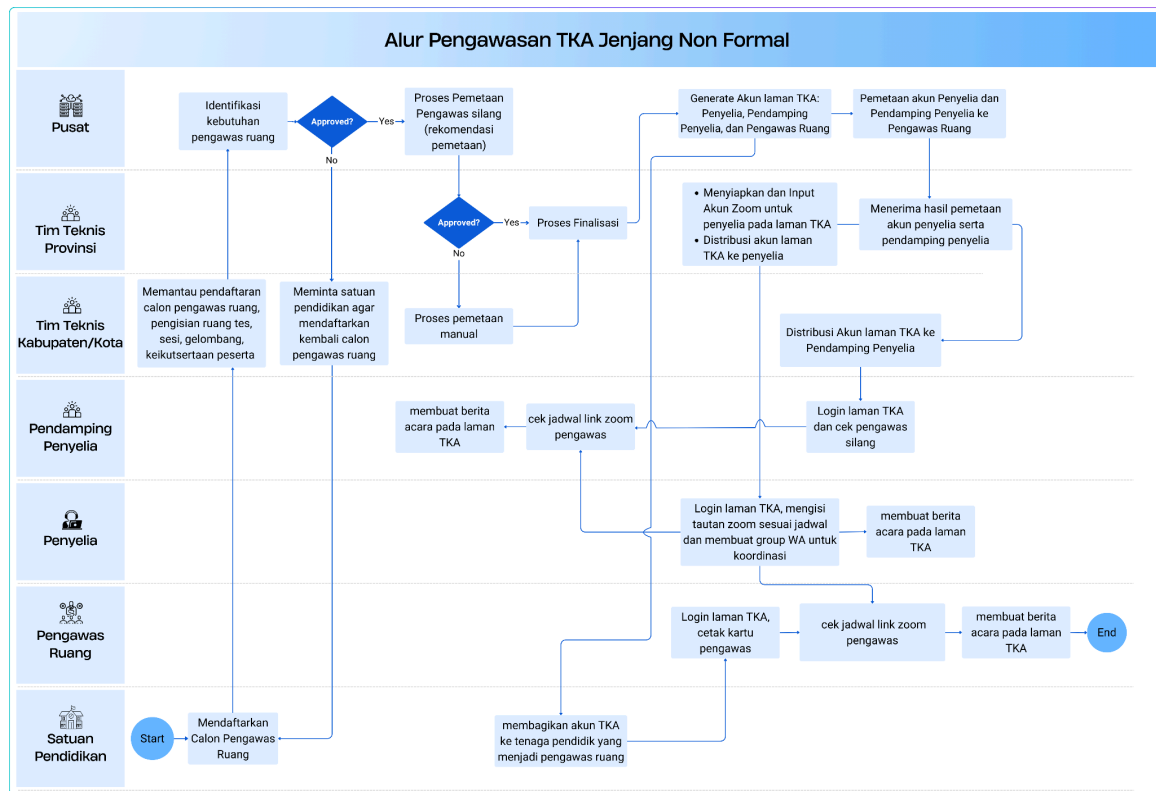 Alur Pengawasan TKA Jenjang Non Formal
Pusat
Identifikasi
kebutuhan
pengawas ruang
Approved?
Yes
No
Proses Pemetaan
Pengawas silang
(rekomendasi
pemetaan)
Generate Akun laman TKA:
Penyelia, Pendamping
Penyelia, dan Pengawas Ruang
Pemetaan akun Penyelia dan
Pendamping Penyelia ke
Pengawas Ruang
Tim Teknis
Provinsi
Approved?
Yes
No
Proses Finalisasi
• Menyiapkan dan Input
Akun Zoom untuk
penyelia pada laman TKA
• Distribusi akun laman
TKA ke penyelia
Menerima hasil pemetaan
akun penyelia serta
pendamping penyelia
Tim Teknis
Kabupaten/Kota
Memantau pendaftaran
calon pengawas ruang,
pengisian ruang tes,
sesi, gelombang,
keikutsertaan peserta
Meminta satuan
pendidikan agar
mendaftarkan
kembali calon
pengawas ruang
Proses pemetaan
manual
Distribusi Akun laman TKA ke
Pendamping Penyelia
Pendamping
Penyelia
membuat berita
acara pada laman
TKA
cek jadwal link zoom
pengawas
Login laman TKA
dan cek pengawas
silang
Penyelia
Login laman TKA, mengisi
tautan zoom sesuai jadwal
dan membuat group WA untuk
koordinasi
membuat berita
acara pada laman
TKA
Pengawas
Ruang
Login laman TKA,
cetak kartu
pengawas
cek jadwal link zoom
pengawas
membuat berita
acara pada laman
TKA
End
Satuan
Pendidikan
Start
Mendaftarkan
Calon Pengawas
Ruang
membagikan akun TKA
ke tenaga pendidik yang
menjadi pengawas ruang